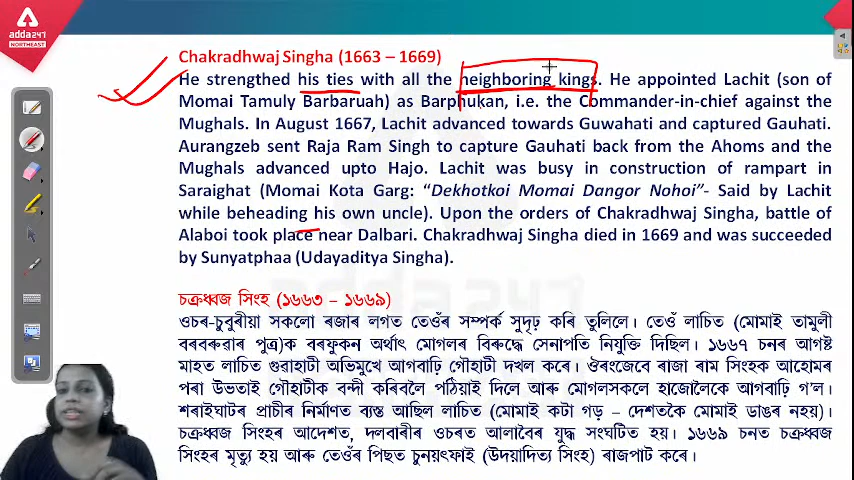 adda247
NORTHEAST
Chakradhwaj Singha (1663 – 1669)
He strengthed his ties with all the neighboring kings. He appointed Lachit (son of
Momai Tamuly Barbaruah) as Barphukan, i.e. the Commander-in-chief against the
Mughals. In August 1667, Lachit advanced towards Guwahati and captured Gauhati.
Aurangzeb sent Raja Ram Singh to capture Gauhati back from the Ahoms and the
Mughals advanced upto Hajo. Lachit was busy in construction of rampart in
Saraighat (Momai Kota Garg: “Dekhotkoi Momai Dangor Nohoi”- Said by Lachit
while beheading his own uncle). Upon the orders of Chakradhwaj Singha, battle of
Alaboi took place near Dalbari. Chakradhwaj Singha died in 1669 and was succeeded
by Sunyatphaa (Udayaditya Singha).
চক্ৰধ্বজ সিংহ (১৬৬৩ – ১৬৬৯)
ওচৰ-চুবুৰীয়া সকলো ৰজাৰ লগত তেওঁৰ সম্পৰ্ক সুদৃঢ় কৰি তুলিলে। তেওঁ লাচিত (মোমাই তামুলী
বৰবৰুৱাৰ পুত্ৰ)ক বৰফুকন অৰ্থাৎ মোগলৰ বিৰুদ্ধে সেনাপতি নিযুক্তি দিছিল। ১৬৬৭ চনৰ আগষ্ট
মাহত লাচিত গুৱাহাটী অভিমুখে আগবাঢ়ি গৌহাটী দখল কৰে। ঔৰংজেবে ৰাজা ৰাম সিংহক আহোমৰ
পৰা উভতাই গৌহাটীক বন্দী কৰিবলৈ পঠিয়াই দিলে আৰু মোগলসকলে হাজোলৈকে আগবাঢ়ি গ'ল।
শৰাইঘাটৰ প্ৰাচীৰ নিৰ্মাণত ব্যস্ত আছিল লাচিত (মোমাই কটা গড় – দেশতকৈ মোমাই ডাঙৰ নহয়)।
চক্ৰধ্বজ সিংহৰ আদেশত, দলবাৰীৰ ওচৰত আলাবৈৰ যুদ্ধ সংঘটিত হয়। ১৬৬৯ চনত চক্ৰধ্বজ
সিংহৰ মৃত্যু হয় আৰু তেওঁৰ পিছত চুনয়ৎফাই (উদয়াদিত্য সিংহ) ৰাজপাট কৰে।